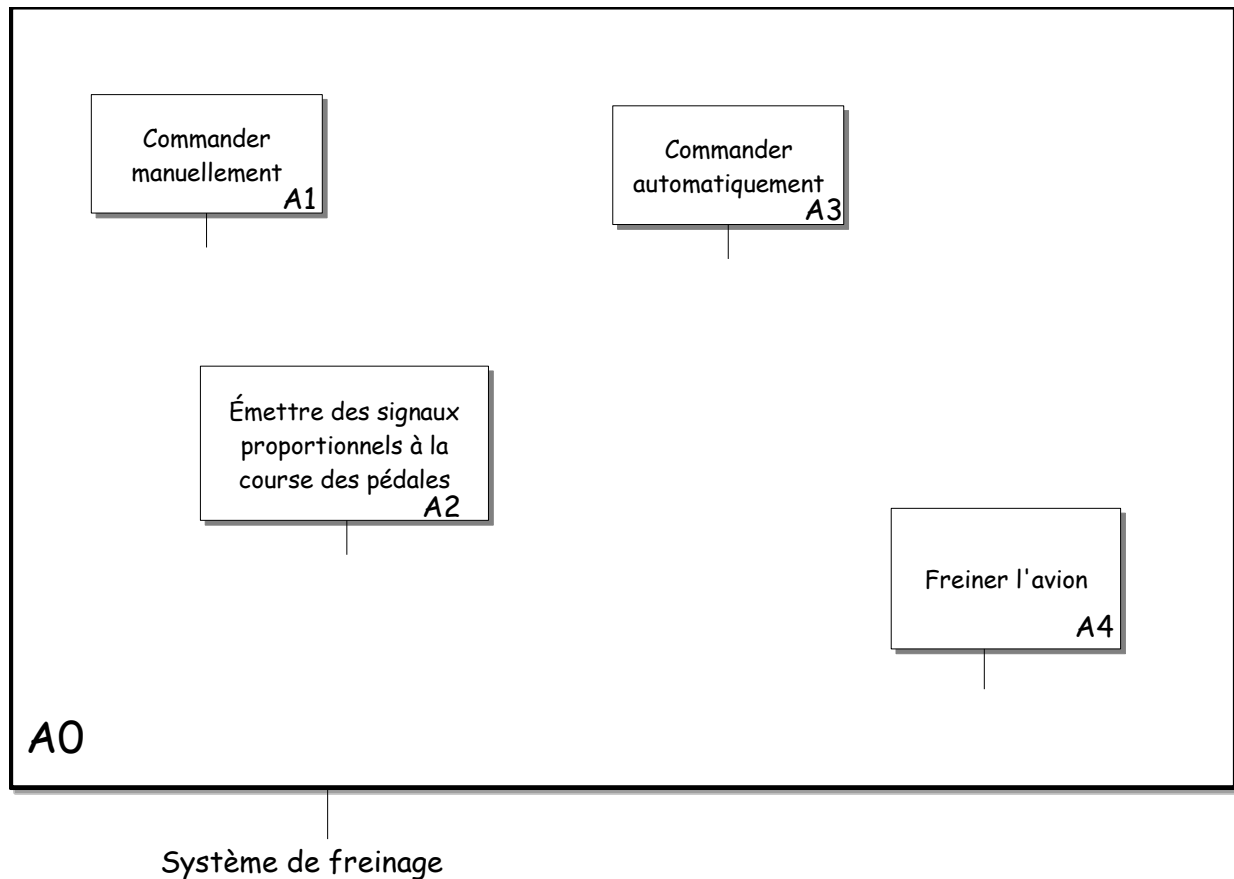 Commander
manuellement
A1
Commander
automatiquement
A3
Émettre des signaux
proportionnels à la
course des pédales
A2
Freiner l'avion
A4
A0
Système de freinage